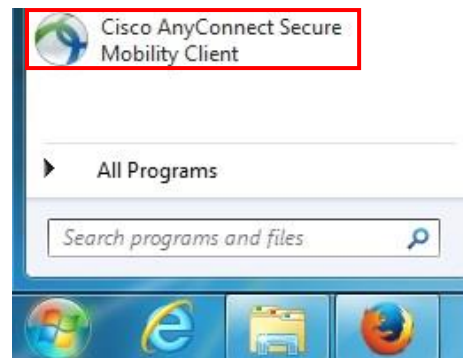 Cisco AnyConnect Secure
Mobility Client
All Programs
Search programs and files